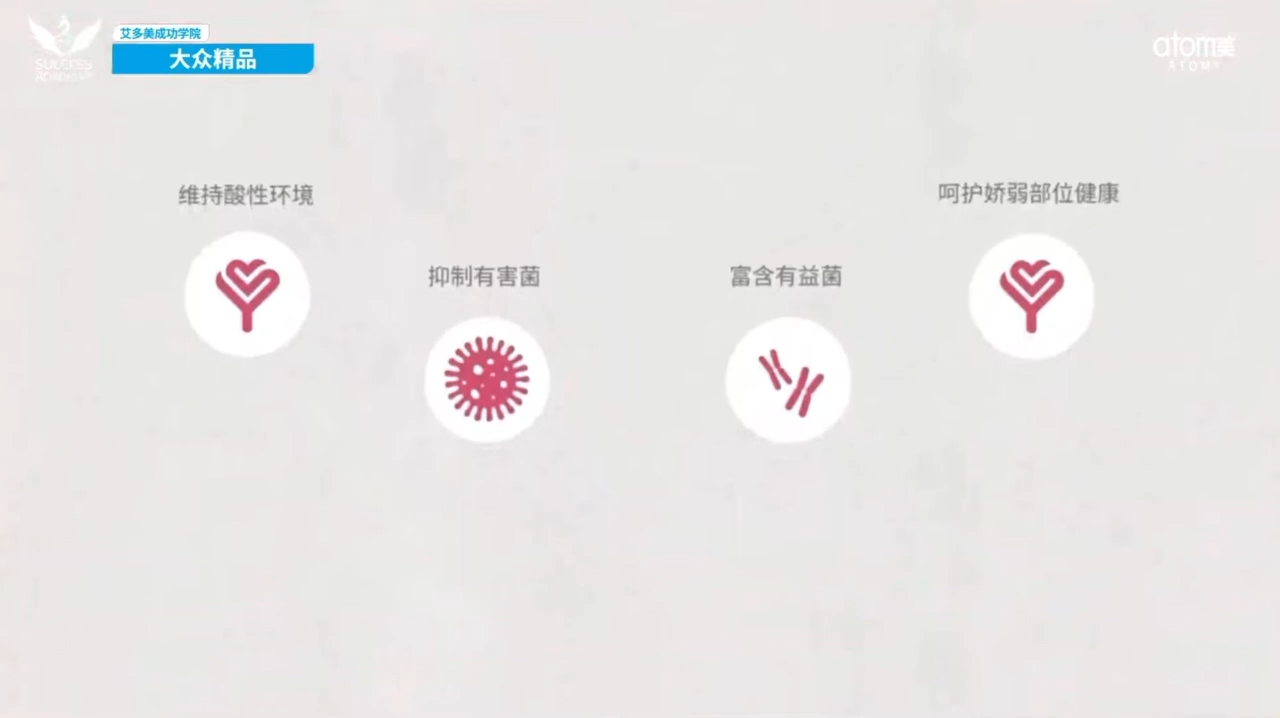 艾多美成功学院
大众精品
SUCCESS
ACADEMY
atom美
ATOMY
维持酸性环境
呵护娇弱部位健康
抑制有害菌
富含有益菌